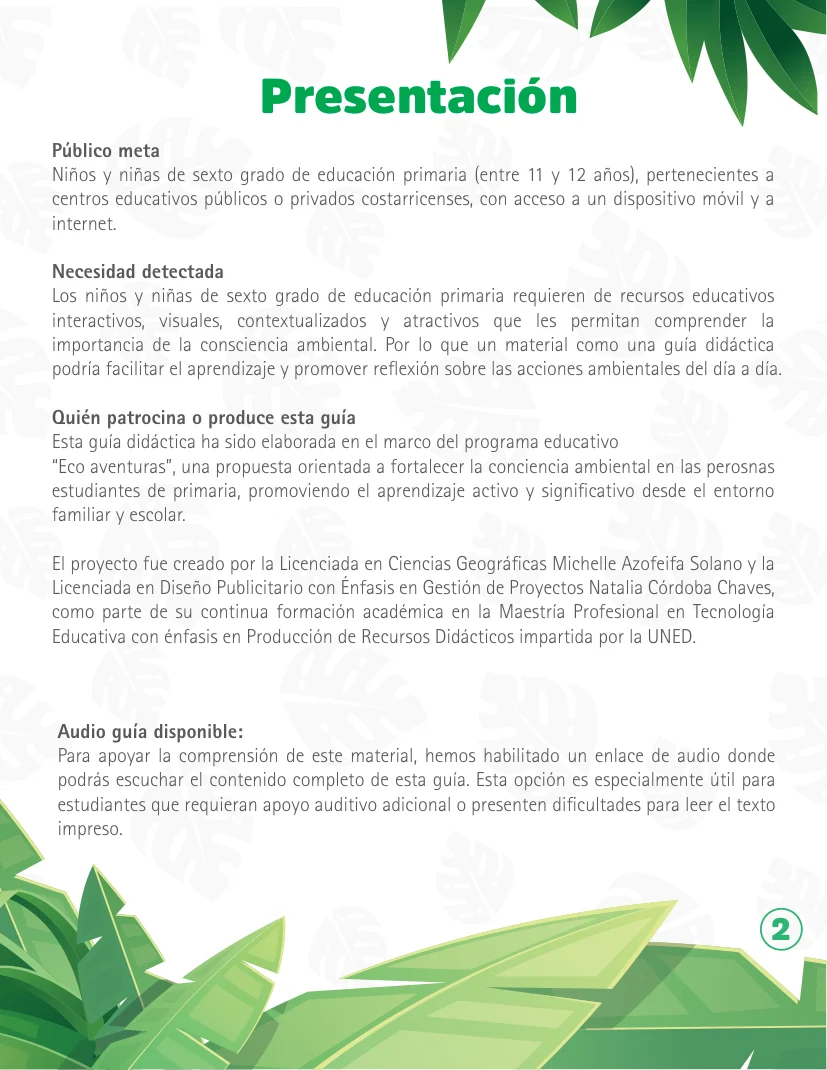 Presentación
Público meta
Niños y niñas de sexto grado de educación primaria (entre 11 y 12 años), pertenecientes a
centros educativos públicos o privados costarricenses, con acceso a un dispositivo móvil y a
internet.
Necesidad detectada
Los niños y niñas de sexto grado de educación primaria requieren de recursos educativos
interactivos, visuales, contextualizados y atractivos que les permitan comprender la
importancia de la consciencia ambiental. Por lo que un material como una guía didáctica
podría facilitar el aprendizaje y promover reflexión sobre las acciones ambientales del día a día.
Quién patrocina o produce esta guía
Esta guía didáctica ha sido elaborada en el marco del programa educativo
“Eco aventuras”, una propuesta orientada a fortalecer la conciencia ambiental en las perosnas
estudiantes de primaria, promoviendo el aprendizaje activo y significativo desde el entorno
familiar y escolar.
El proyecto fue creado por la Licenciada en Ciencias Geográficas Michelle Azofeifa Solano y la
Licenciada en Diseño Publicitario con Énfasis en Gestión de Proyectos Natalia Córdoba Chaves,
como parte de su continua formación académica en la Maestría Profesional en Tecnología
Educativa con énfasis en Producción de Recursos Didácticos impartida por la UNED.
Audio guía disponible:
Para apoyar la comprensión de este material, hemos habilitado un enlace de audio donde
podrás escuchar el contenido completo de esta guía. Esta opción es especialmente útil para
estudiantes que requieran apoyo auditivo adicional o presenten dificultades para leer el texto
impreso.
2